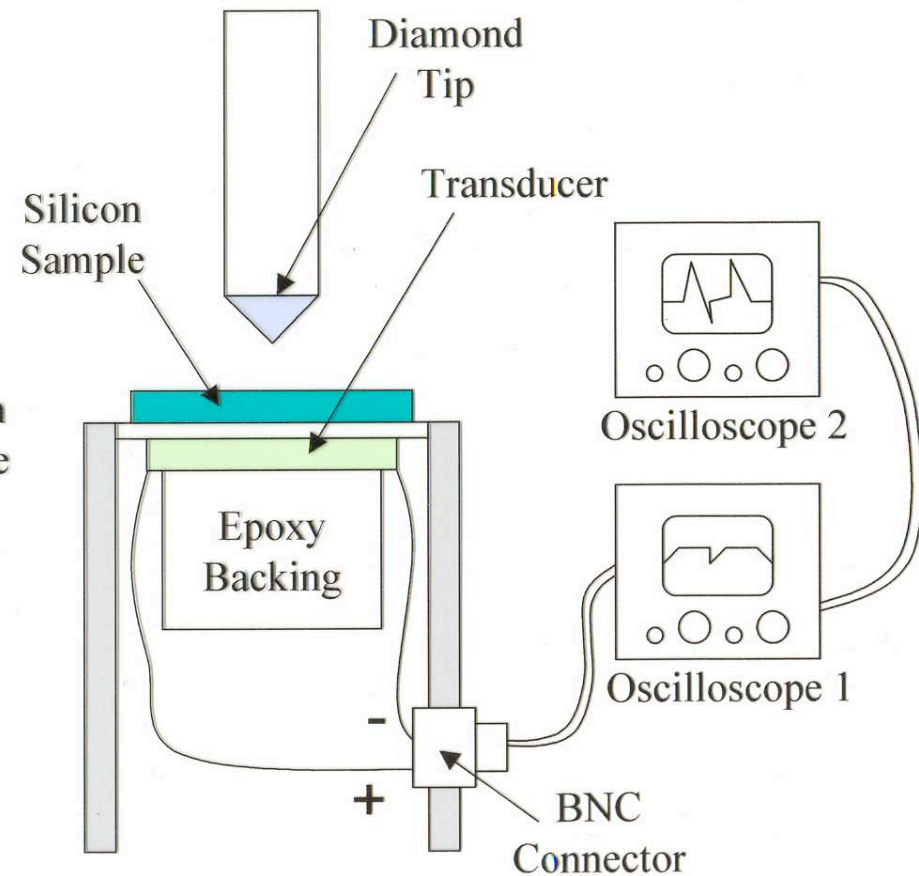 Diamond
Tip
Transducer
Silicon
Sample
Oscilloscope 2
Epoxy
Backing
Oscilloscope 1
-
+
BNC
Connector